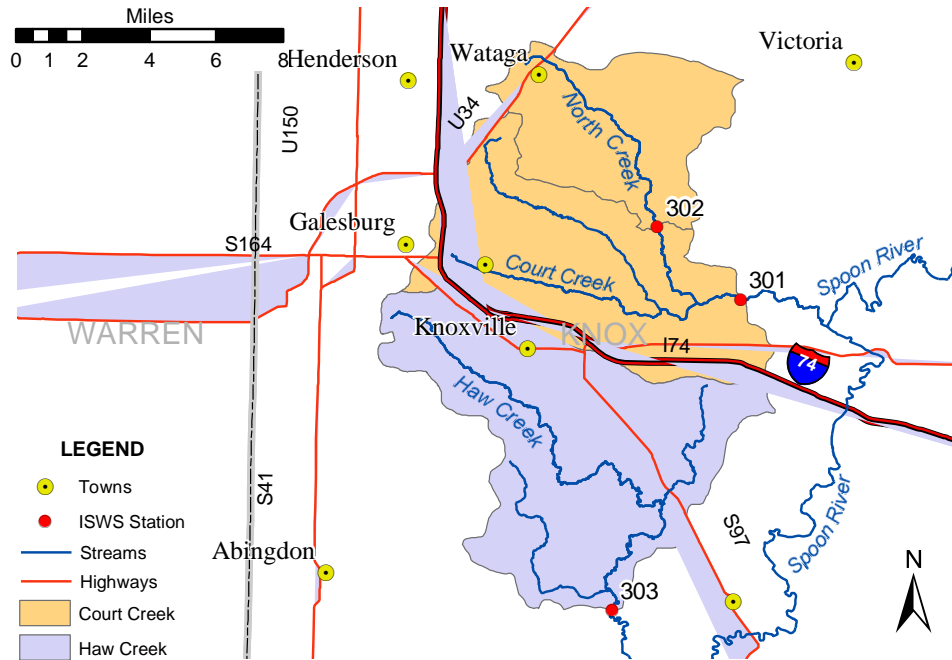 Miles
0 1 2 4 6 8
Henderson
Wataga
Victoria
U150
U34
North Creek
302
Galesburg
S164
Court Creek
301
Spoon River
WARREN
Knoxville
KNOX
I74
74
Haw Creek
LEGEND
Towns
ISWS Station
Streams
Highways
Court Creek
Haw Creek
S41
Abingdon
S97
Spoon River
303
N